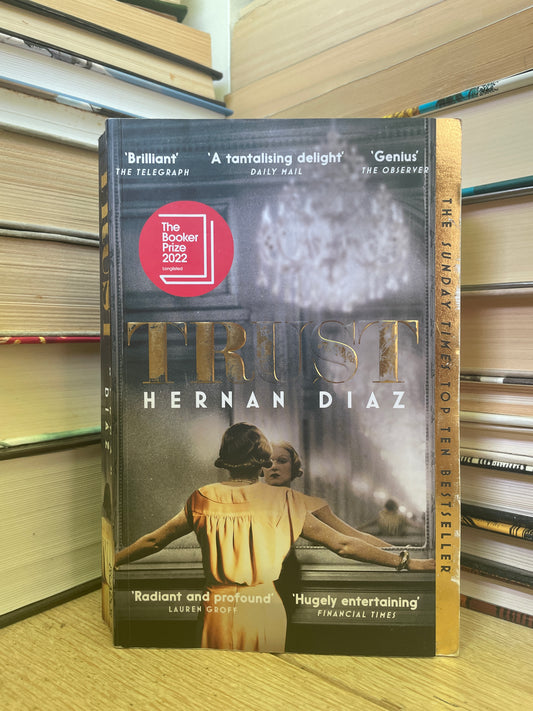 'Brilliant'
THE TELEGRAPH
'A tantalising delight'
DAILY MAIL
'Genius'
THE OBSERVER
The
Booker
Prize
2022
Longlisted
TRUST
HERNAN DIAZ
'Radiant and profound'
LAUREN GROFF
'Hugely entertaining'
FINANCIAL TIMES
THE SUNDAY TIMES TOP TEN BESTSELLER
TRUST
DIAZ